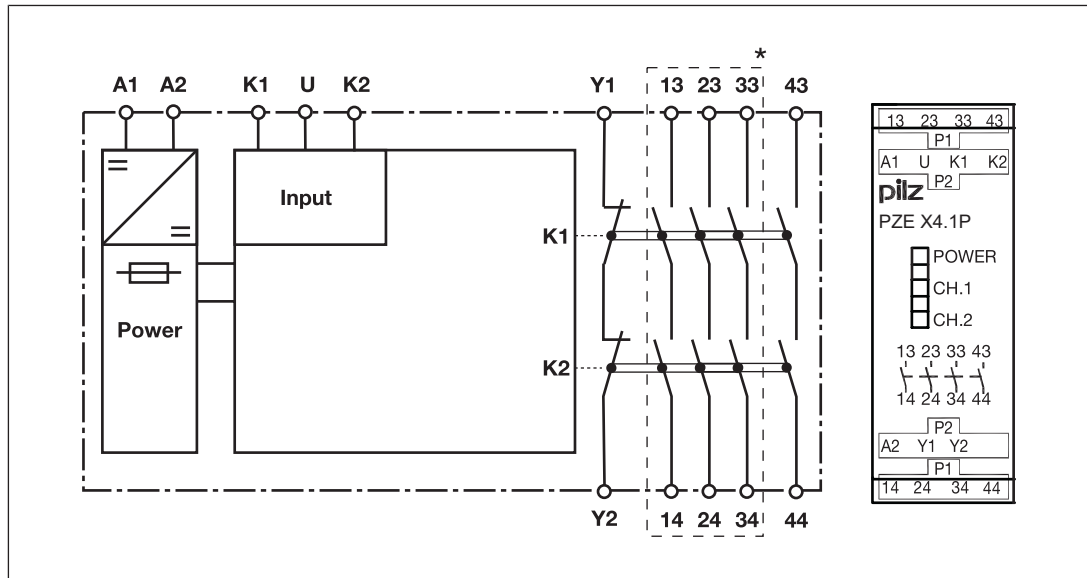 *
A1 A2 K1 U K2 Y1 13 23 33 43
Input
Power
K1
K2
Y2 14 24 34 44
13 23 33 43
P1
A1 U K1 K2
P2
pilz
PZE X4.1P
POWER
CH.1
CH.2
13 23 33 43
14 24 34 44
P2
A2 Y1 Y2
P1
14 24 34 44